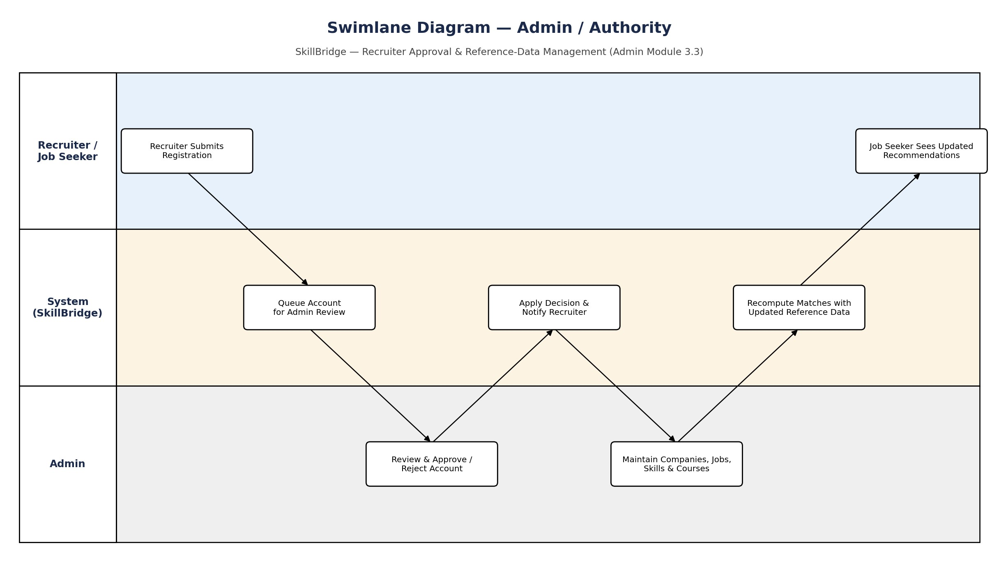 Swimlane Diagram — Admin / Authority
SkillBridge — Recruiter Approval & Reference-Data Management (Admin Module 3.3)
Recruiter /
Job Seeker
Recruiter Submits
Registration
Job Seeker Sees Updated
Recommendations
System
(SkillBridge)
Queue Account
for Admin Review
Apply Decision &
Notify Recruiter
Recompute Matches with
Updated Reference Data
Admin
Review & Approve /
Reject Account
Maintain Companies, Jobs,
Skills & Courses